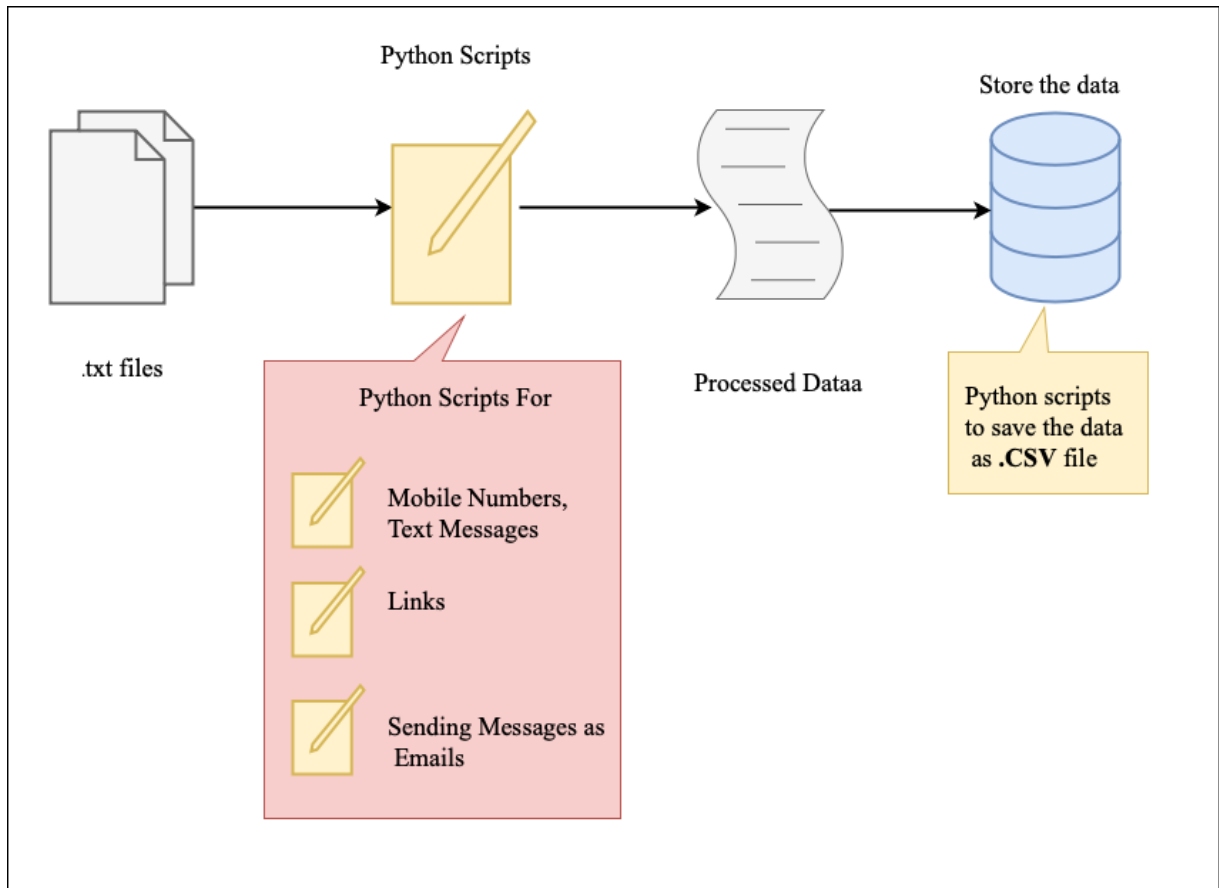 Python Scripts
Store the data
.txt files
Processed Dataa
Python Scripts For
Mobile Numbers,
Text Messages
Links
Sending Messages as
Emails
Python scripts
to save the data
as .CSV file